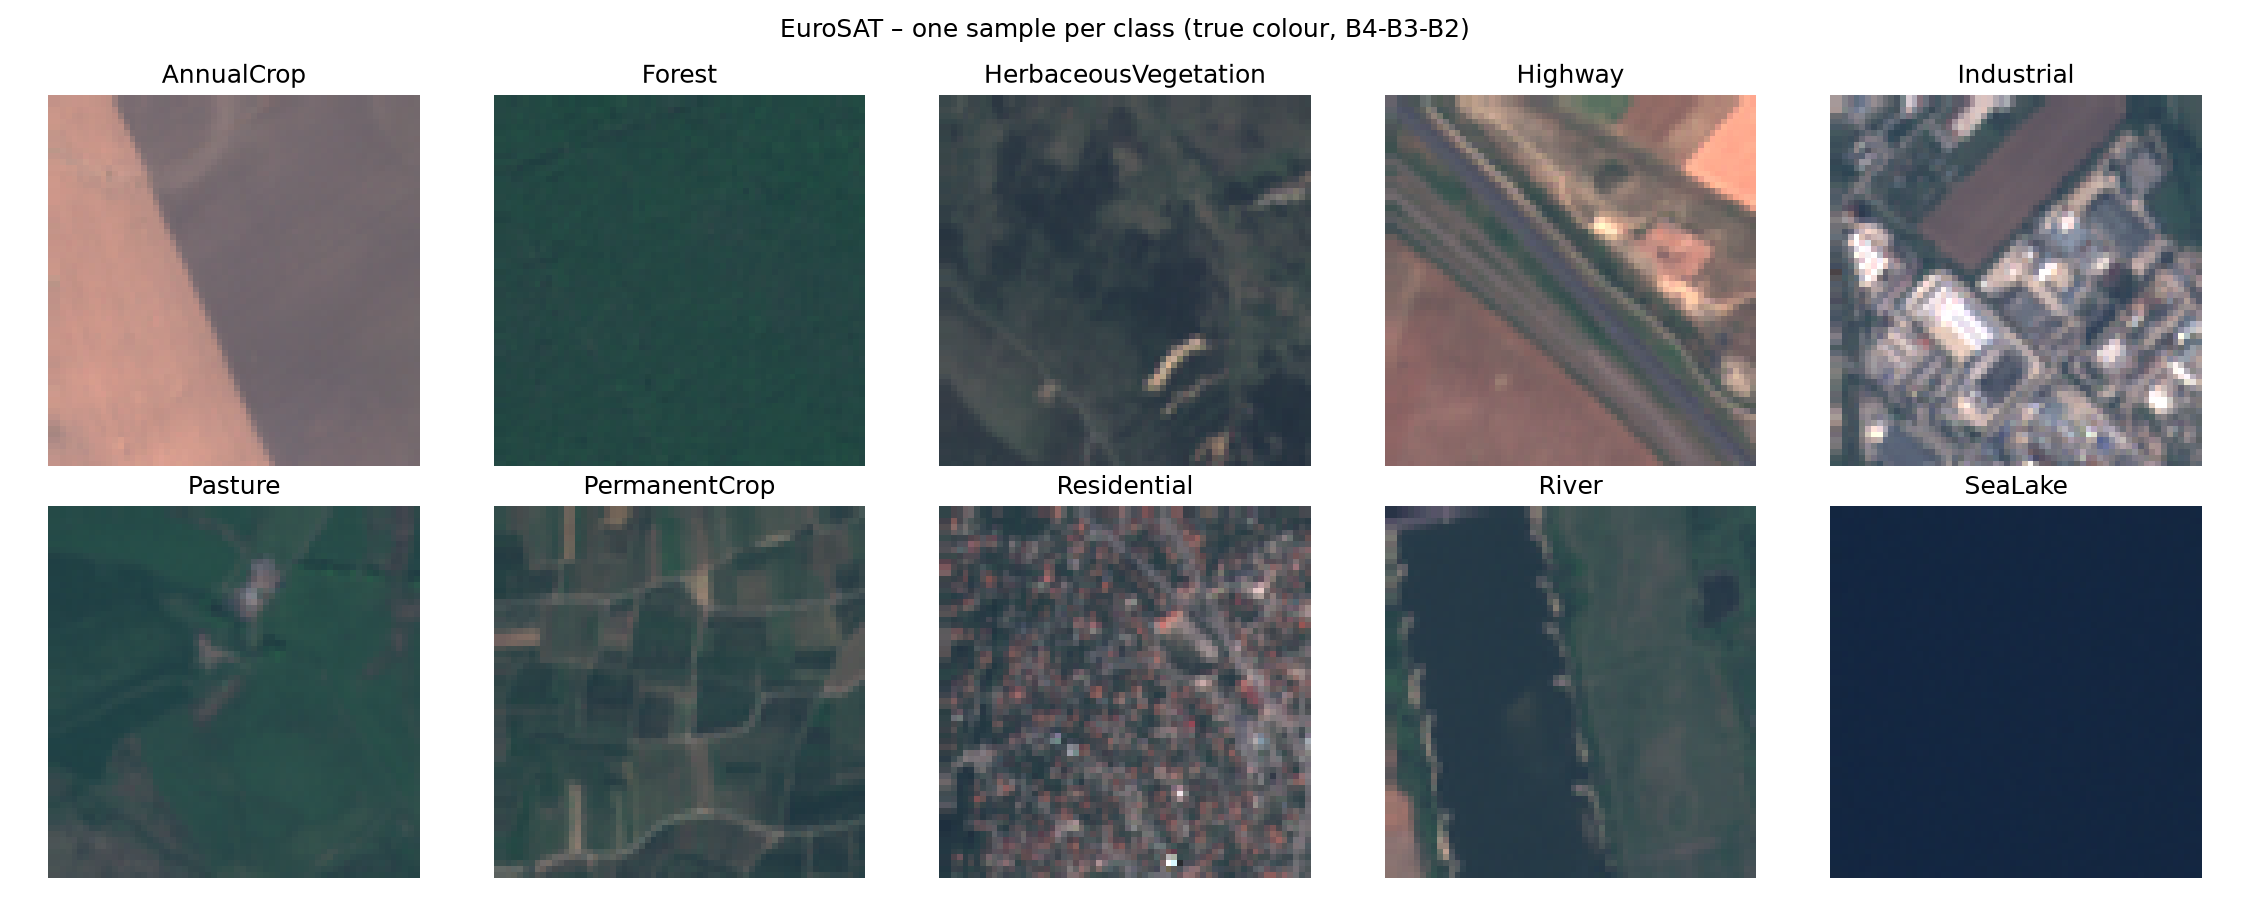 EuroSAT – one sample per class (true colour, B4-B3-B2)
AnnualCrop
Forest
HerbaceousVegetation
Highway
Industrial
Pasture
PermanentCrop
Residential
River
SeaLake